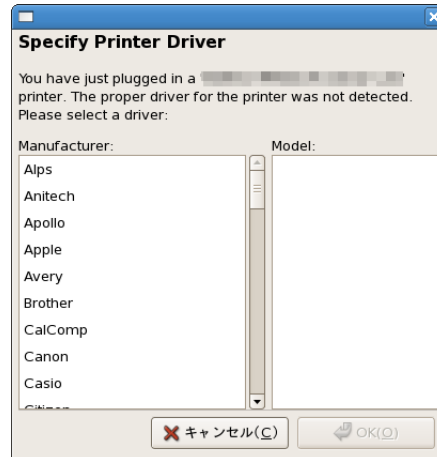 Specify Printer Driver
You have just plugged in a
printer. The proper driver for the printer was not detected.
Please select a driver:
Manufacturer:
Model:
Alps
Anitech
Apollo
Apple
Avery
Brother
CalComp
Canon
Casio
キャンセル(C)
OK(O)